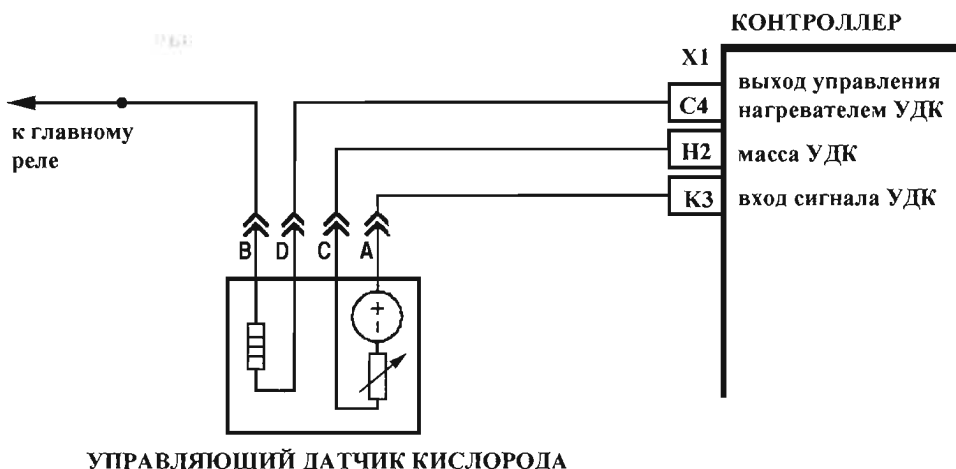 КОНТРОЛЛЕР
X1
C4
выход управления
нагревателем УДК
к главному
реле
H2
масса УДК
K3
вход сигнала УДК
B
D
C
A
УПРАВЛЯЮЩИЙ ДАТЧИК КИСЛОРОДА